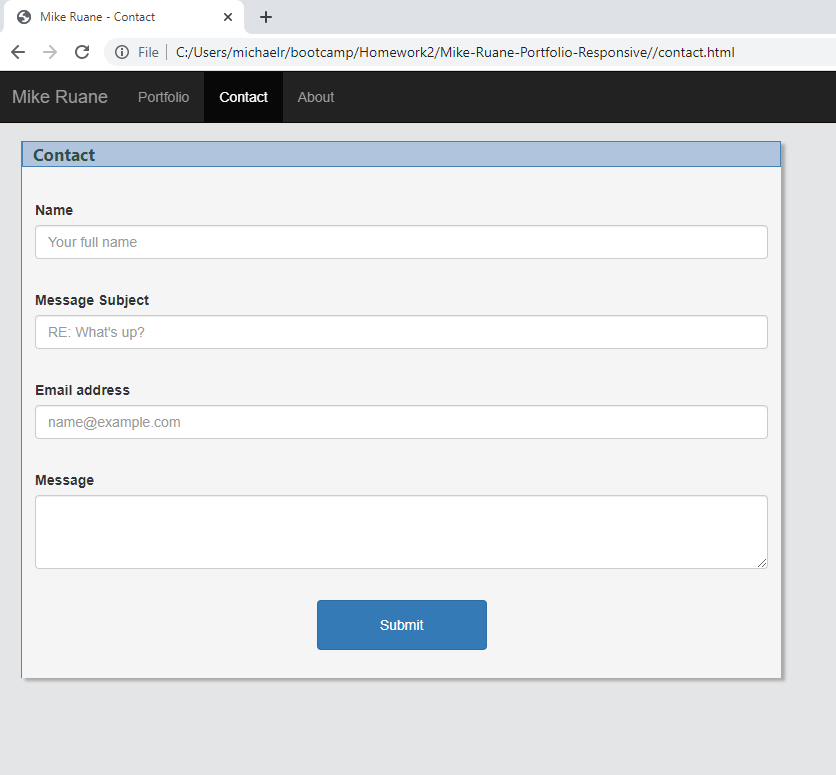 Mike Ruane - Contact
File C:/Users/michaelr/bootcamp/Homework2/Mike-Ruane-Portfolio-Responsive//contact.html
Mike Ruane Portfolio Contact About
Contact
Name
Your full name
Message Subject
RE: What's up?
Email address
name@example.com
Message
Submit